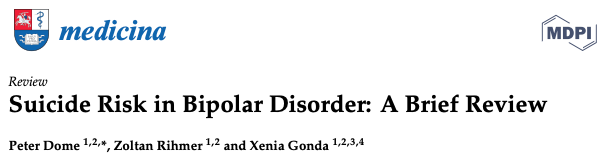 medicina
MDPI
Review
Suicide Risk in Bipolar Disorder: A Brief Review
Peter Dome 1,2,*, Zoltan Rihmer 1,2 and Xenia Gonda 1,2,3,4